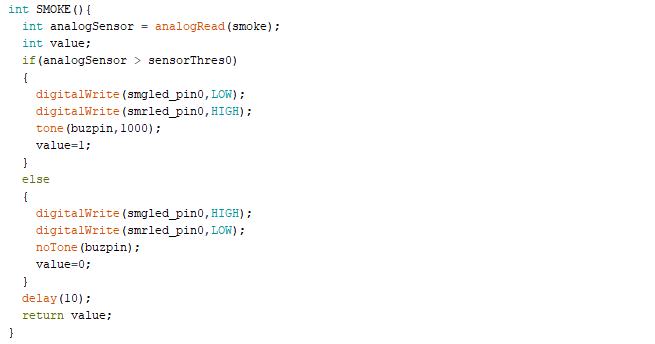 int SMOKE(){
  int analogSensor = analogRead(smoke);
  int value;
  if(analogSensor > sensorThres0)
  {
    digitalWrite(smgled_pin0,LOW);
    digitalWrite(smrled_pin0,HIGH);
    tone(buzpin,1000);
    value=1;
  }
  else
  {
    digitalWrite(smgled_pin0,HIGH);
    digitalWrite(smrled_pin0,LOW);
    noTone(buzpin);
    value=0;
  }
  delay(10);
  return value;
}